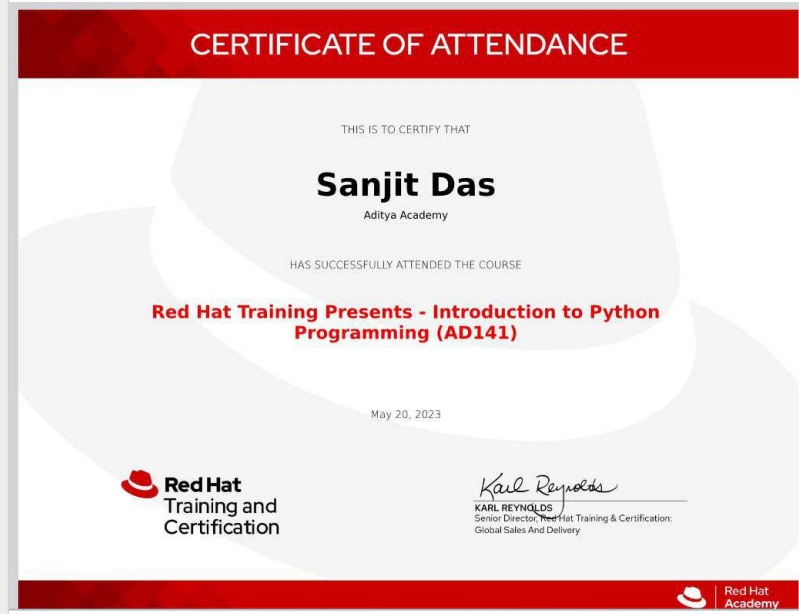 CERTIFICATE OF ATTENDANCE
THIS IS TO CERTIFY THAT
Sanjit Das
Aditya Academy
HAS SUCCESSFULLY ATTENDED THE COURSE
Red Hat Training Presents - Introduction to Python
Programming (AD141)
May 20, 2023
Red Hat
Training and
Certification
Karl Reynolds
KARL REYNOLDS
Senior Director, Red Hat Training & Certification:
Global Sales And Delivery
Red Hat
Academy